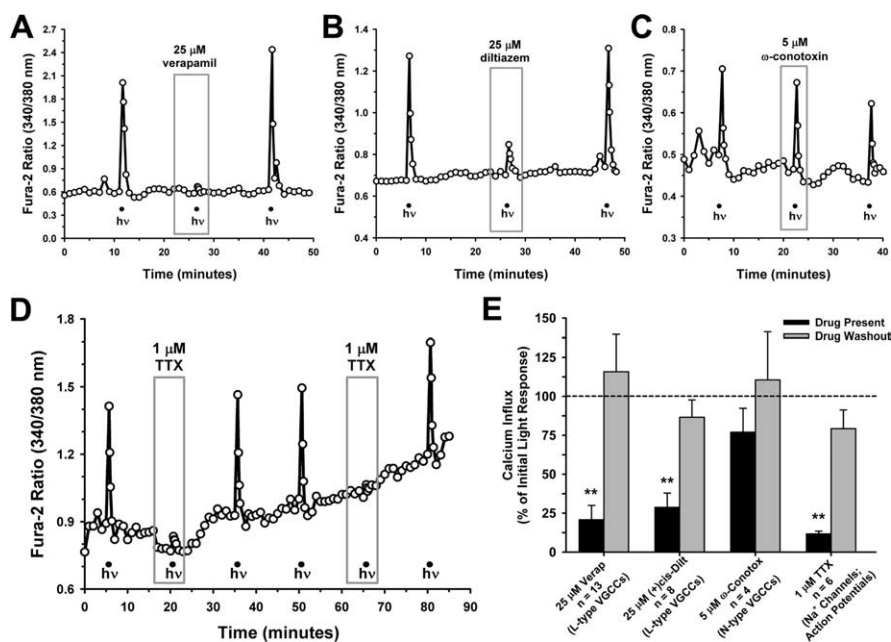 A
Fura-2 Ratio (340/380 nm)
2.7
2.4
2.1
1.8
1.5
1.2
0.9
0.6
0.3
0.0
25 μM
verapamil
hν
hν
hν
0
10
20
30
40
50
Time (minutes)
B
Fura-2 Ratio (340/380 nm)
1.4
1.2
1.0
0.8
0.6
0.4
25 μM
diltiazem
hν
hν
hν
0
10
20
30
40
50
Time (minutes)
C
Fura-2 Ratio (340/380 nm)
0.8
0.7
0.6
0.5
0.4
0.3
5 μM
ω-conotoxin
hν
hν
hν
0
10
20
30
40
Time (minutes)
D
Fura-2 Ratio (340/380 nm)
1.8
1.5
1.2
0.9
0.6
1 μM
TTX
1 μM
TTX
hν
hν
hν
hν
hν
hν
0
10
20
30
40
50
60
70
80
90
Time (minutes)
E
Calcium Influx
(% of Initial Light Response)
150
125
100
75
50
25
0
Drug Present
Drug Washout
**
**
**
25 μM Verap
n = 13
(L-type VGCCs)
25 μM (+)cis-Dilt
n = 8
(L-type VGCCs)
5 μM ω-Conotox
n = 4
(N-type VGCCs)
1 μM TTX
n = 6
(Na⁺ Channels;
Action Potentials)